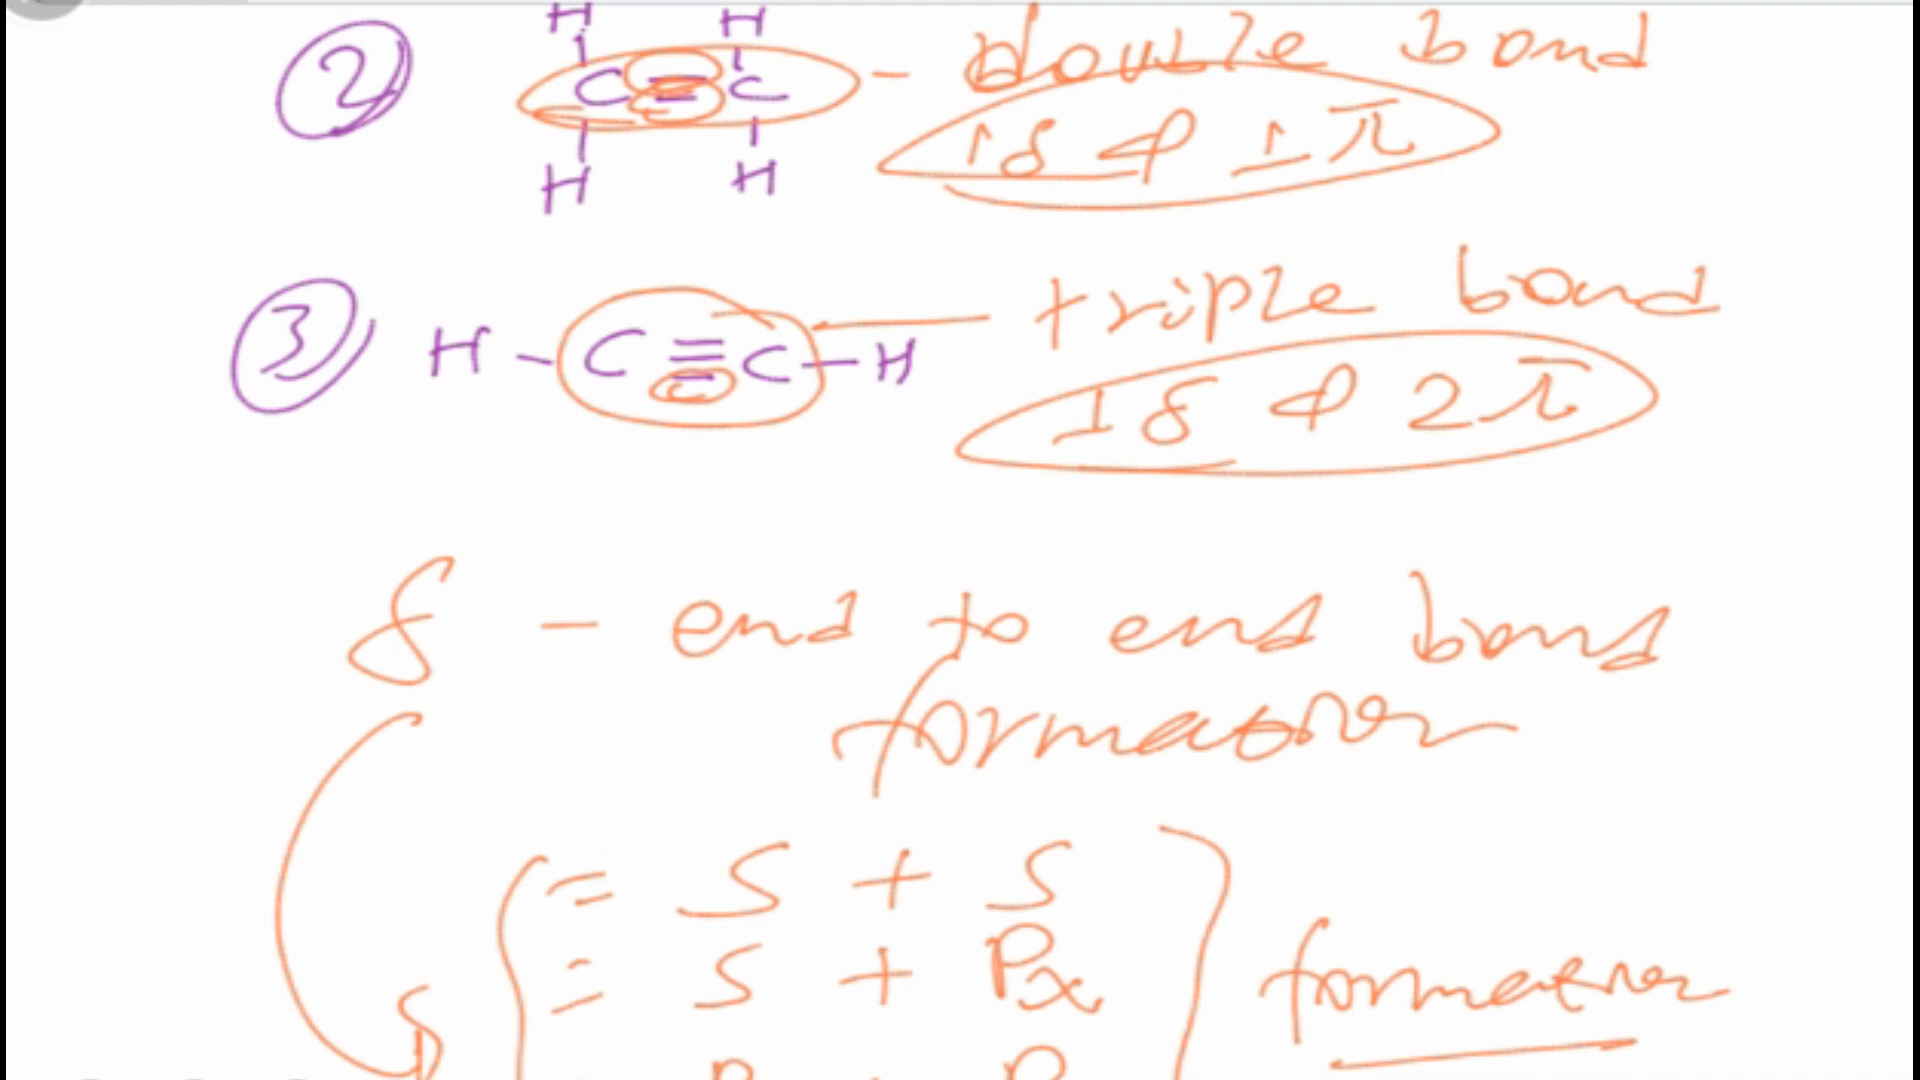 H H
② C = C - double bond
1δ & 1π
H H
③ H - C ≡ C - H triple bond
1δ & 2π
δ - end to end bond
formation
= S + S
= S + Px formation